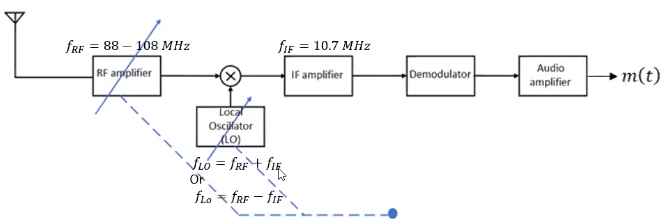 f_RF = 88 − 108 MHz
f_IF = 10.7 MHz
RF amplifier
IF amplifier
Demodulator
Audio
amplifier
m(t)
Local
Oscillator
(LO)
f_LO = f_RF + f_IF
Or
f_Lo = f_RF − f_IF